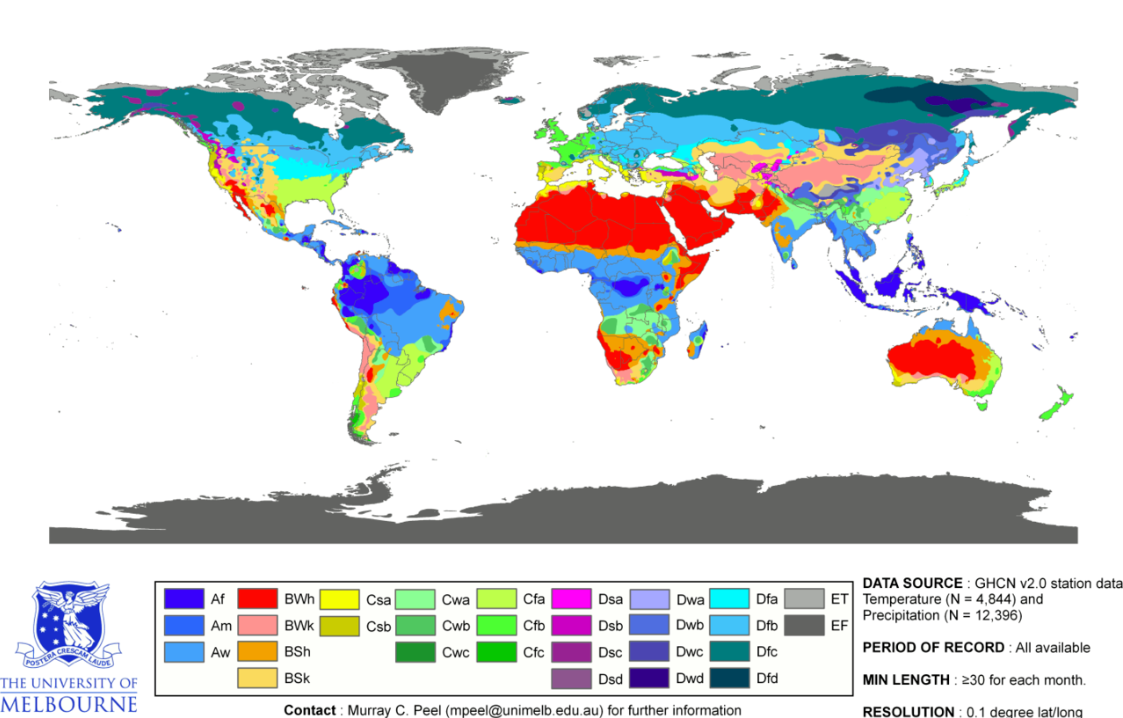 Af
BWh
Csa
Cwa
Cfa
Dsa
Dwa
Dfa
ET
Am
BWk
Csb
Cwb
Cfb
Dsb
Dwb
Dfb
EF
Aw
BSh
Cwc
Cfc
Dsc
Dwc
Dfc
BSk
Dsd
Dwd
Dfd
DATA SOURCE : GHCN v2.0 station data
Temperature (N = 4,844) and
Precipitation (N = 12,396)
PERIOD OF RECORD : All available
MIN LENGTH : ≥30 for each month.
RESOLUTION : 0.1 degree lat/long
POSTERA CRESCAM LAUDE
THE UNIVERSITY OF
MELBOURNE
Contact : Murray C. Peel (mpeel@unimelb.edu.au) for further information